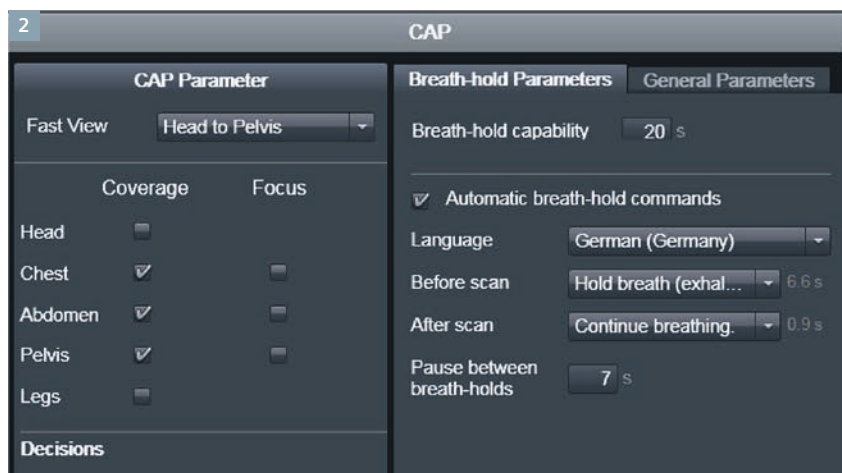 2
CAP
CAP Parameter
Fast View Head to Pelvis
Coverage Focus
Head
Chest
Abdomen
Pelvis
Legs
Decisions
Breath-hold Parameters General Parameters
Breath-hold capability 20 s
Automatic breath-hold commands
Language German (Germany)
Before scan Hold breath (exhal... 6.6 s
After scan Continue breathing. 0.9 s
Pause between
breath-holds 7 s